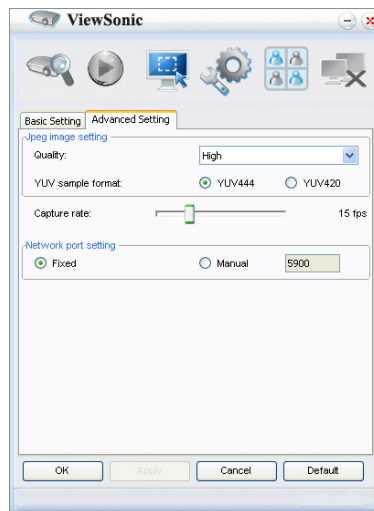 ViewSonic
Basic Setting Advanced Setting
Jpeg image setting
Quality: High
YUV sample format: YUV444 YUV420
Capture rate: 15 fps
Network port setting
Fixed Manual 5900
OK Apply Cancel Default